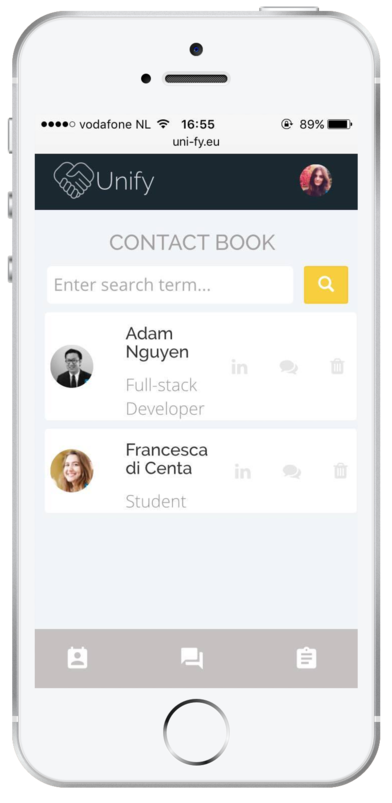 vodafone NL 16:55 89%
uni-fy.eu
Unify
CONTACT BOOK
Enter search term...
Adam
Nguyen
in
Full-stack
Developer
Francesca
di Centa
in
Student